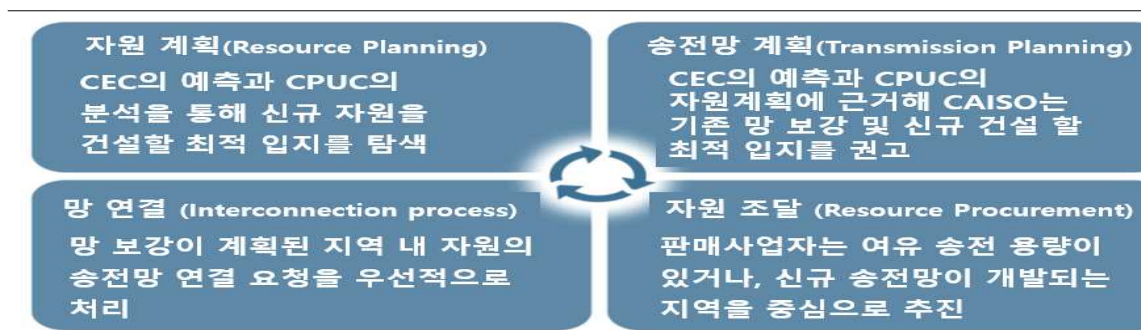 자원 계획(Resource Planning)
CEC의 예측과 CPUC의
분석을 통해 신규 자원을
건설할 최적 입지를 탐색
송전망 계획(Transmission Planning)
CEC의 예측과 CPUC의
자원계획에 근거해 CAISO는
기존 망 보강 및 신규 건설 할
최적 입지를 권고
망 연결 (Interconnection process)
망 보강이 계획된 지역 내 자원의
송전망 연결 요청을 우선적으로
처리
자원 조달 (Resource Procurement)
판매사업자는 여유 송전 용량이
있거나, 신규 송전망이 개발되는
지역을 중심으로 추진